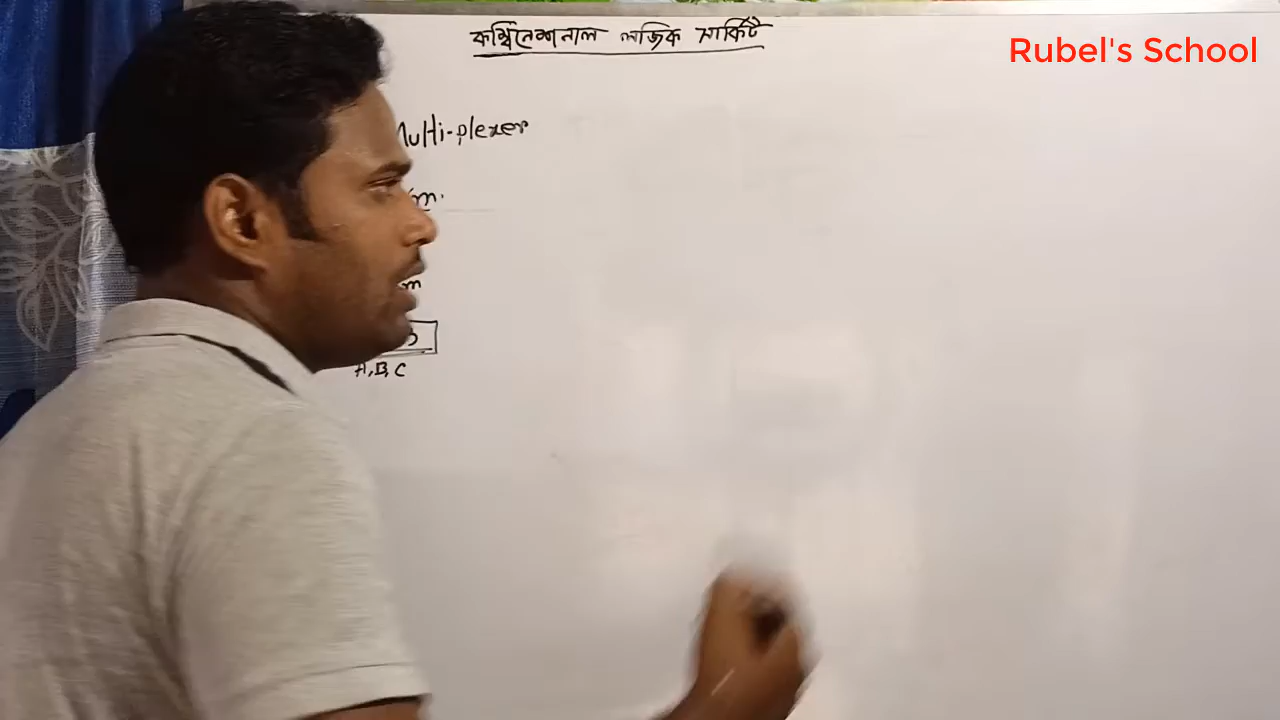 কম্বিনেশনাল লজিক সার্কিট
Rubel's School
Multi-plexer
A, B, C